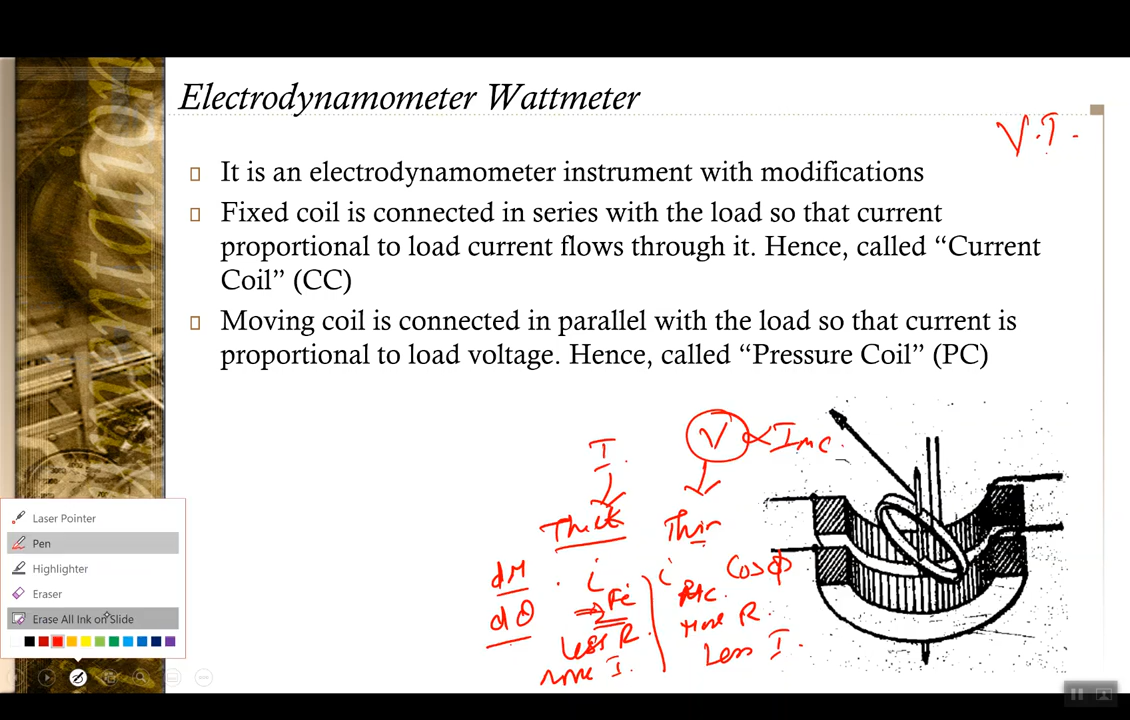 Electrodynamometer Wattmeter
V.I.
It is an electrodynamometer instrument with modifications
Fixed coil is connected in series with the load so that current
proportional to load current flows through it. Hence, called “Current
Coil” (CC)
Moving coil is connected in parallel with the load so that current is
proportional to load voltage. Hence, called “Pressure Coil” (PC)
I
V ∝ Imc.
Thick
Thin
dM
dθ
i
i
Cosφ
less R
more R
more I.
Less I.
Laser Pointer
Pen
Highlighter
Eraser
Erase All Ink on Slide